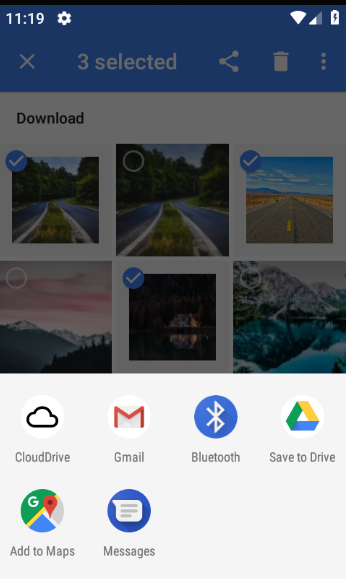 11:19
3 selected
Download
CloudDrive
Gmail
Bluetooth
Save to Drive
Add to Maps
Messages